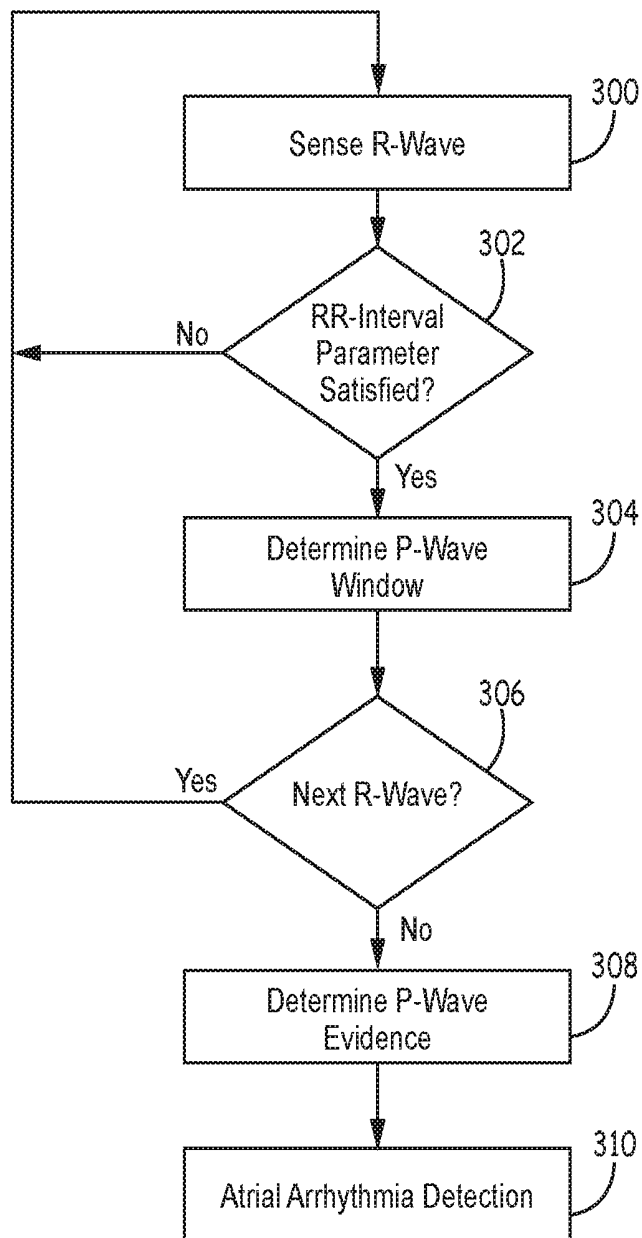 300
Sense R-Wave
302
RR-Interval
Parameter
Satisfied?
No
Yes
304
Determine P-Wave
Window
306
Next R-Wave?
Yes
No
308
Determine P-Wave
Evidence
310
Atrial Arrhythmia Detection